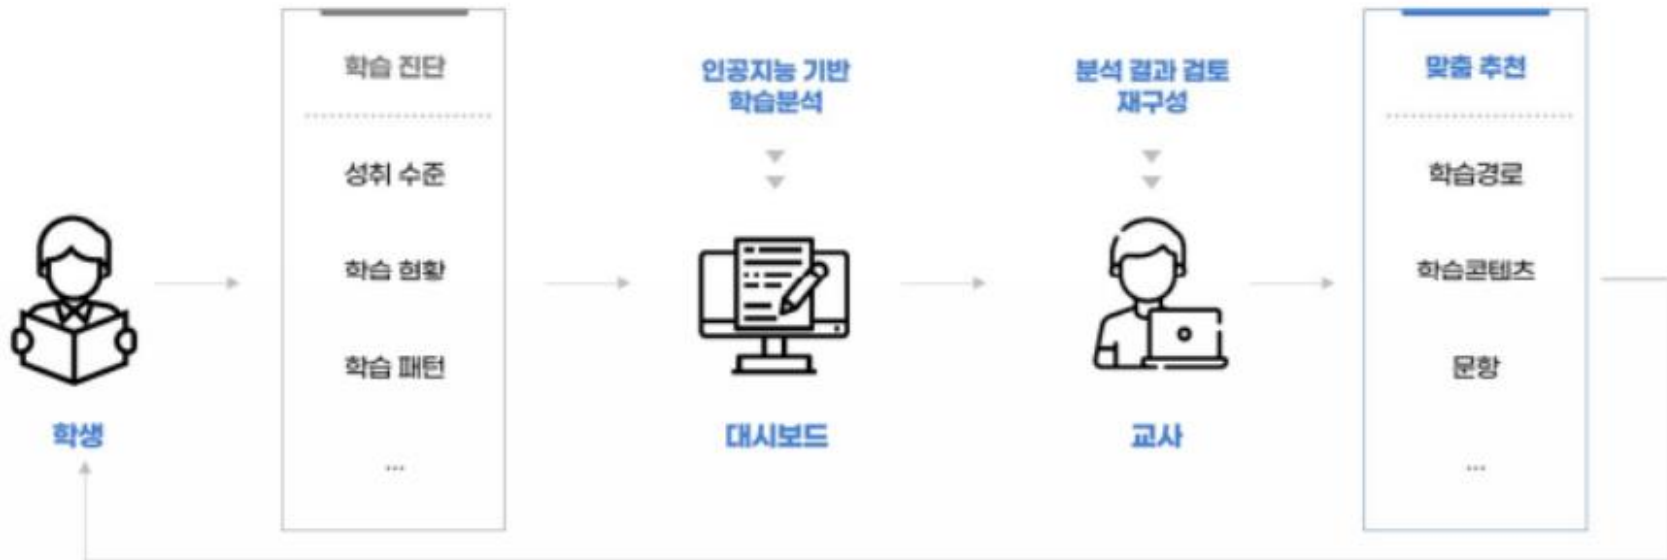 학습 진단
성취 수준
학습 현황
학습 패턴
...
학생
인공지능 기반
학습분석
대시보드
분석 결과 검토
재구성
교사
맞춤 추천
학습경로
학습콘텐츠
문항
...